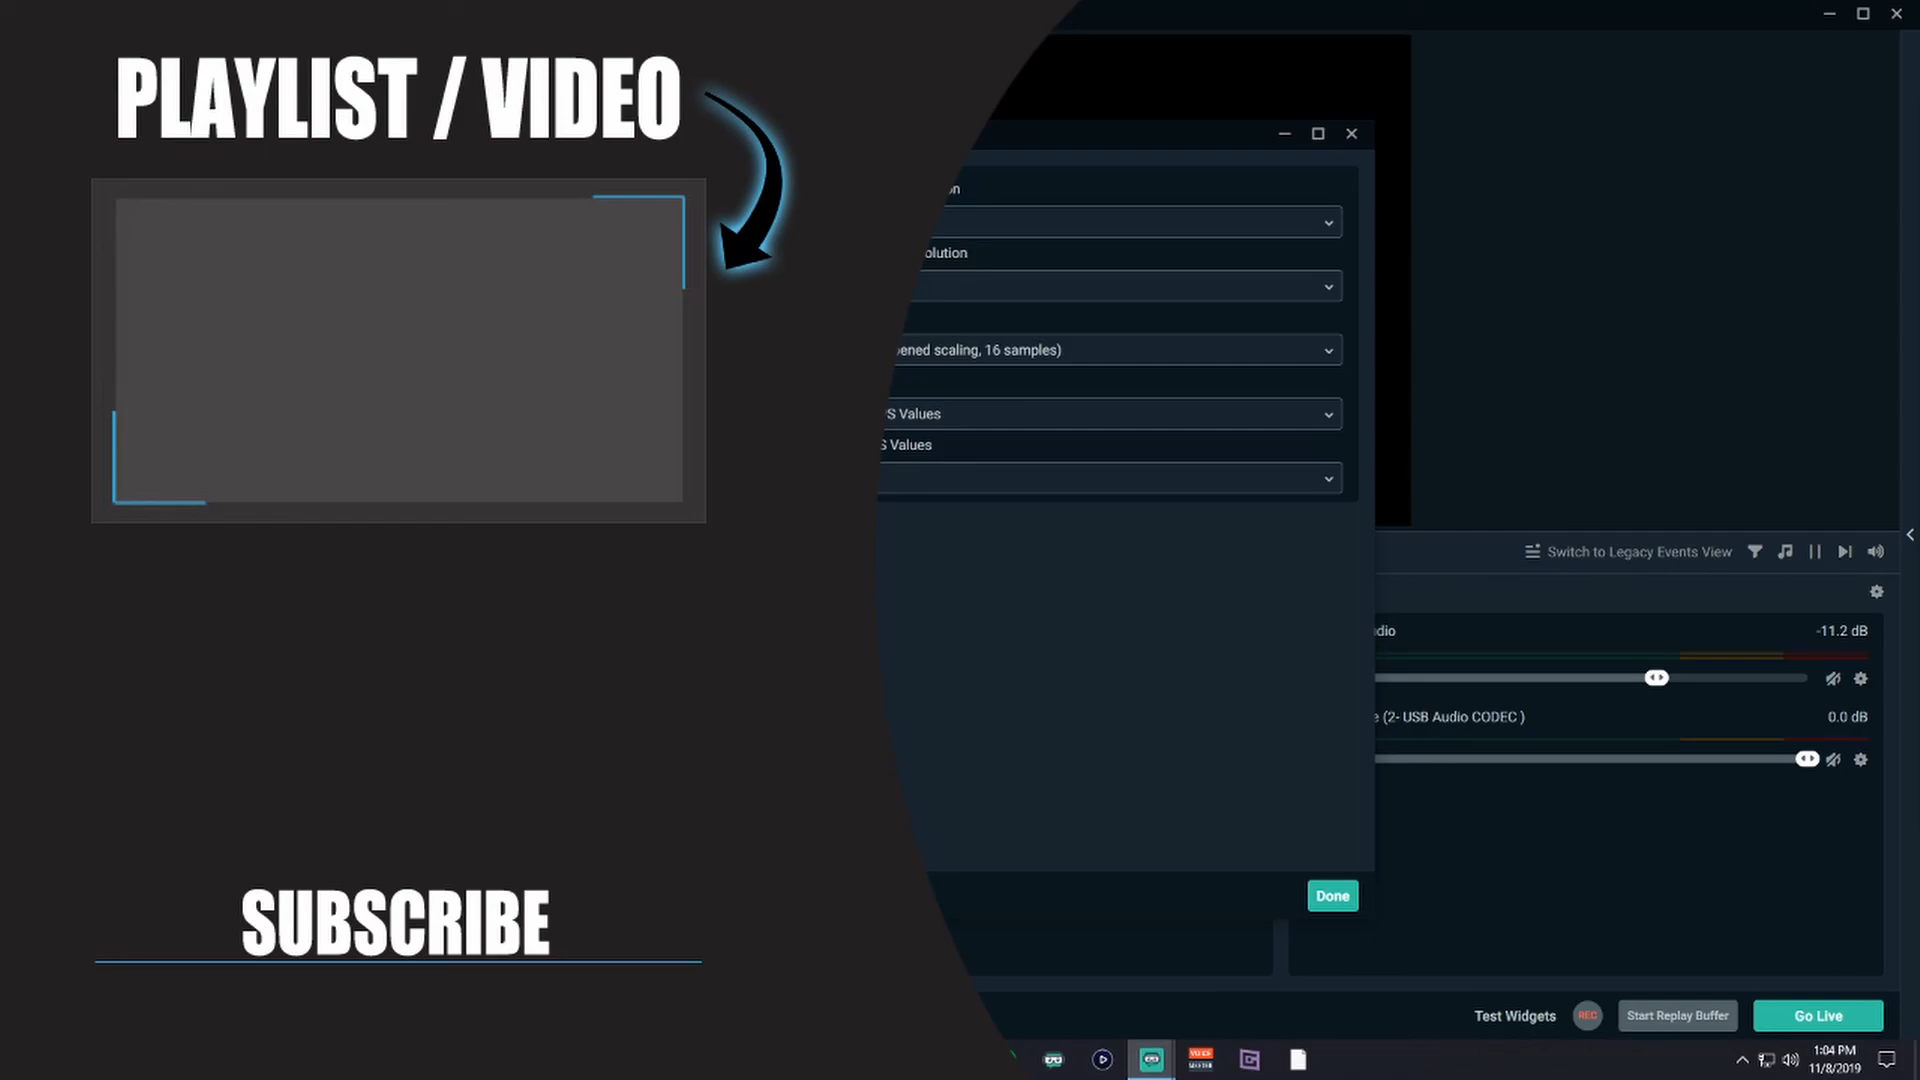 PLAYLIST / VIDEO
on
olution
ened scaling, 16 samples)
S Values
S Values
Switch to Legacy Events View
dio
-11.2 dB
e (2- USB Audio CODEC )
0.0 dB
Done
SUBSCRIBE
Test Widgets
REC
Start Replay Buffer
Go Live
1:04 PM
11/8/2019